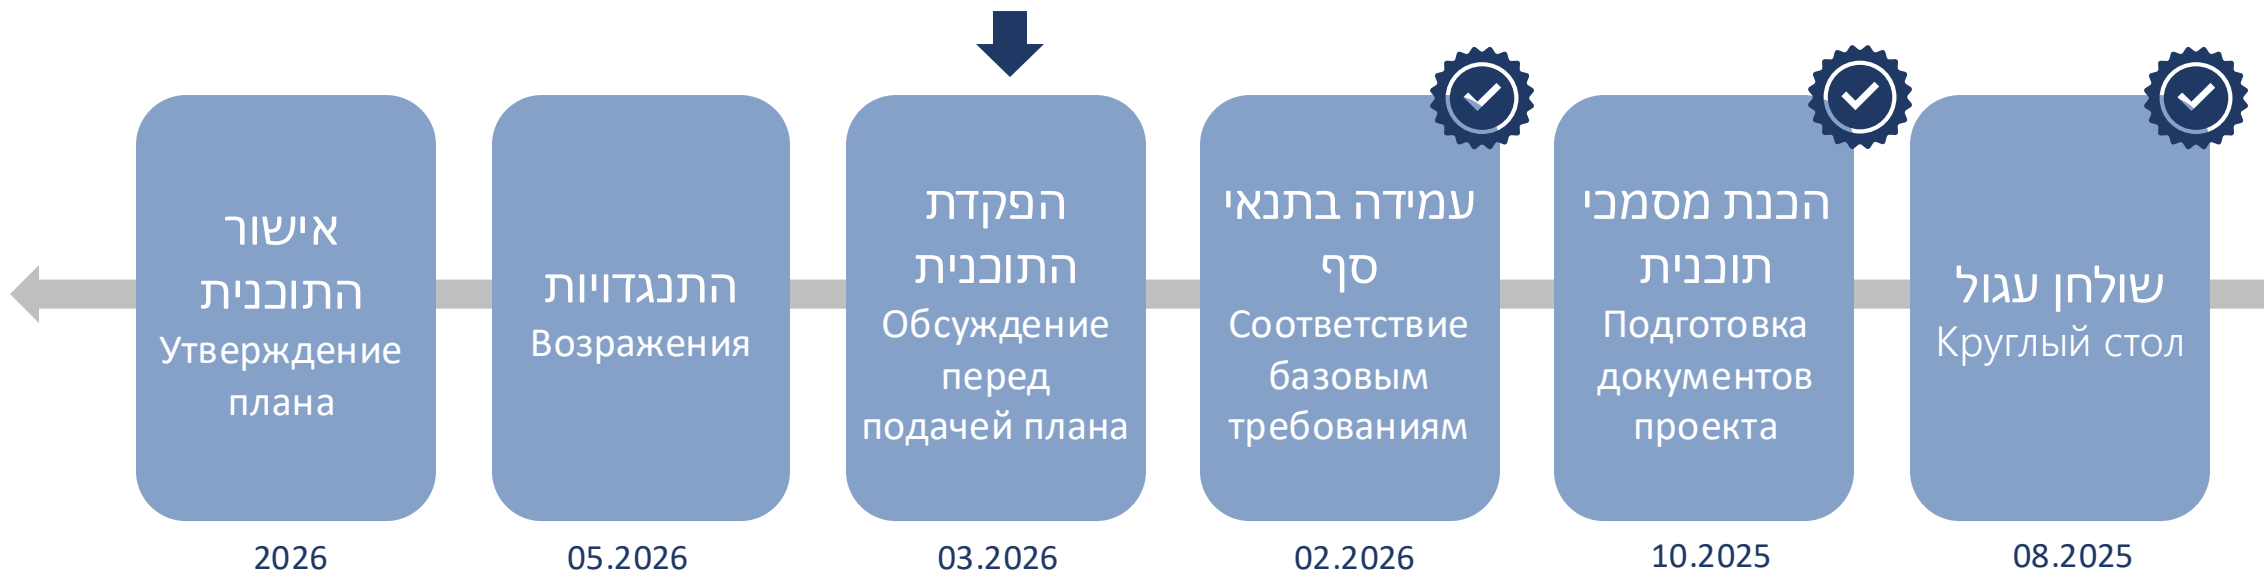 שולחן עגול
Круглый стол
08.2025
הכנת מסמכי
תוכנית
Подготовка
документов
проекта
10.2025
עמידה בתנאי
סף
Соответствие
базовым
требованиям
02.2026
הפקדת
התוכנית
Обсуждение
перед
подачей плана
03.2026
התנגדויות
Возражения
05.2026
אישור
התוכנית
Утверждение
плана
2026